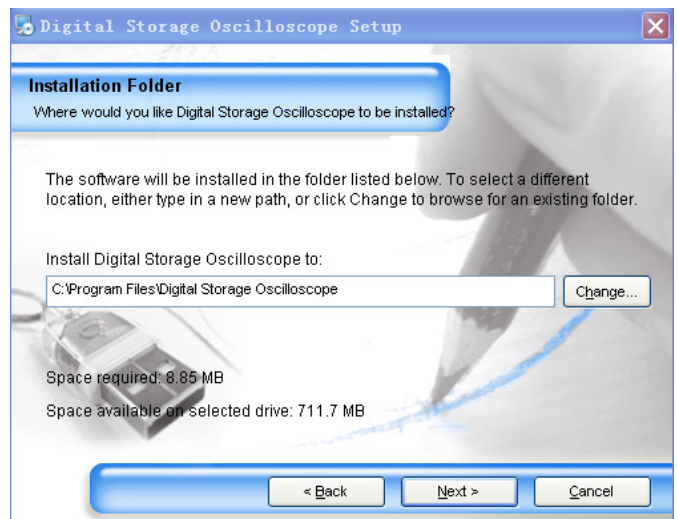 Digital Storage Oscilloscope Setup
Installation Folder
Where would you like Digital Storage Oscilloscope to be installed?
The software will be installed in the folder listed below. To select a different
location, either type in a new path, or click Change to browse for an existing folder.
Install Digital Storage Oscilloscope to:
C:\Program Files\Digital Storage Oscilloscope
Change...
Space required: 8.85 MB
Space available on selected drive: 711.7 MB
< Back
Next >
Cancel